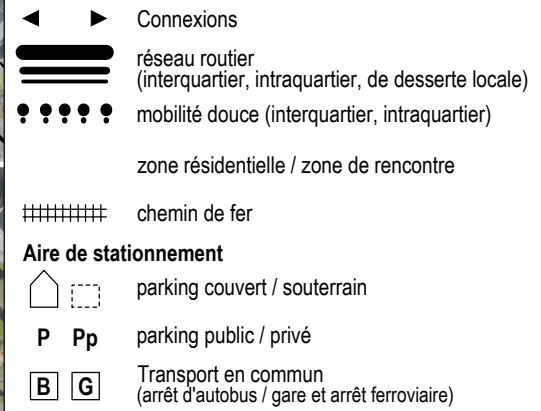 Connexions
réseau routier
(interquartier, intraquartier, de desserte locale)
mobilité douce (interquartier, intraquartier)
zone résidentielle / zone de rencontre
chemin de fer
Aire de stationnement
parking couvert / souterrain
P Pp parking public / privé
B G Transport en commun
(arrêt d'autobus / gare et arrêt ferroviaire)